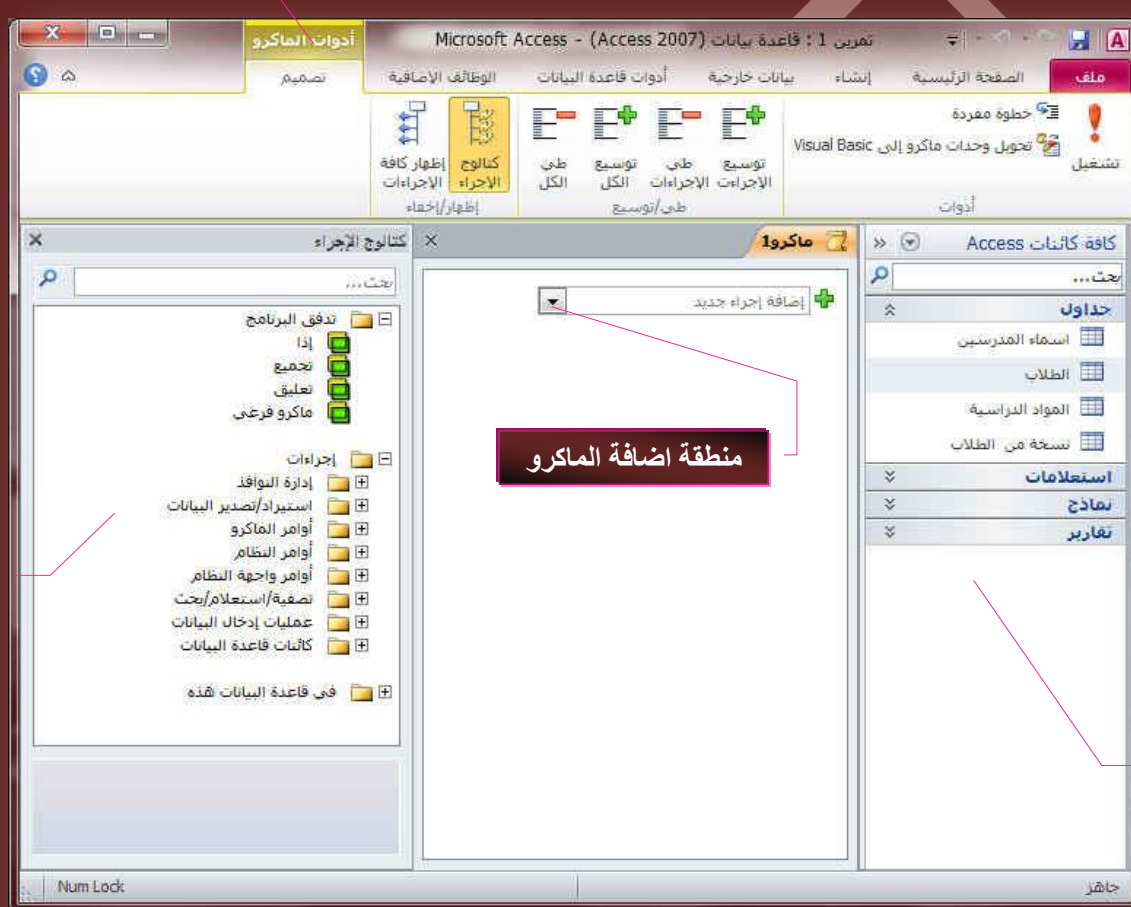 تمرين 1 : قاعدة بيانات (Access 2007) - Microsoft Access
أدوات الماكرو
ملف
الصفحة الرئيسية
إنشاء
بيانات خارجية
أدوات قاعدة البيانات
الوظائف الإضافية
تصميم
تشغيل
خطوة مفردة
تحويل وحدات ماكرو إلى Visual Basic
أدوات
توسيع الإجراءات
طي الإجراءات
توسيع الكل
طي الكل
طي/توسيع
كتالوج الإجراء
إظهار كافة الإجراءات
إظهار/إخفاء
كافة كائنات Access
بحث...
جداول
اسماء المدرسين
الطلاب
المواد الدراسية
نسخة من الطلاب
استعلامات
نماذج
تقارير
ماكرو1
إضافة إجراء جديد
منطقة اضافة الماكرو
كتالوج الإجراء
بحث...
تدفق البرنامج
إذا
تجميع
تعليق
ماكرو فرعي
إجراءات
إدارة النوافذ
استيراد/تصدير البيانات
أوامر الماكرو
أوامر النظام
أوامر واجهة النظام
تصفية/استعلام/بحث
عمليات إدخال البيانات
كائنات قاعدة البيانات
في قاعدة البيانات هذه
جاهز
Num Lock